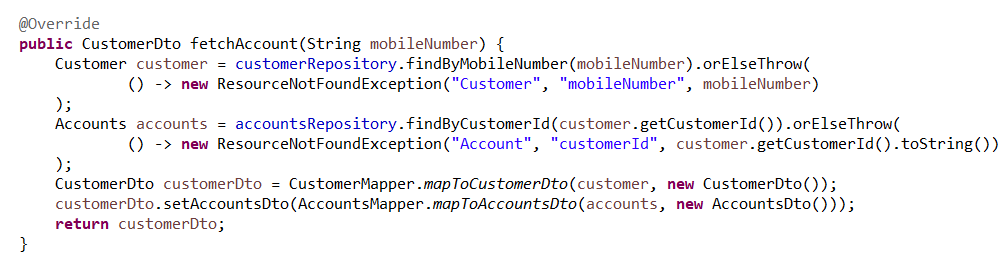 @Override
public CustomerDto fetchAccount(String mobileNumber) {
    Customer customer = customerRepository.findByMobileNumber(mobileNumber).orElseThrow(
            () -> new ResourceNotFoundException("Customer", "mobileNumber", mobileNumber)
    );
    Accounts accounts = accountsRepository.findByCustomerId(customer.getCustomerId()).orElseThrow(
            () -> new ResourceNotFoundException("Account", "customerId", customer.getCustomerId().toString())
    );
    CustomerDto customerDto = CustomerMapper.mapToCustomerDto(customer, new CustomerDto());
    customerDto.setAccountsDto(AccountsMapper.mapToAccountsDto(accounts, new AccountsDto()));
    return customerDto;
}